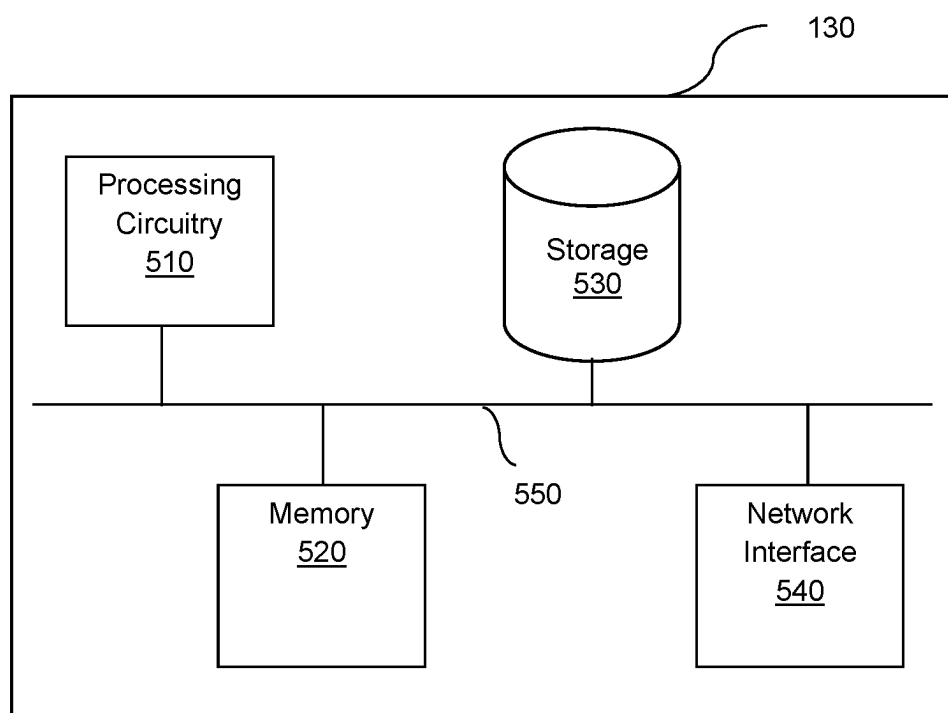 130
Processing
Circuitry
510
Storage
530
550
Memory
520
Network
Interface
540